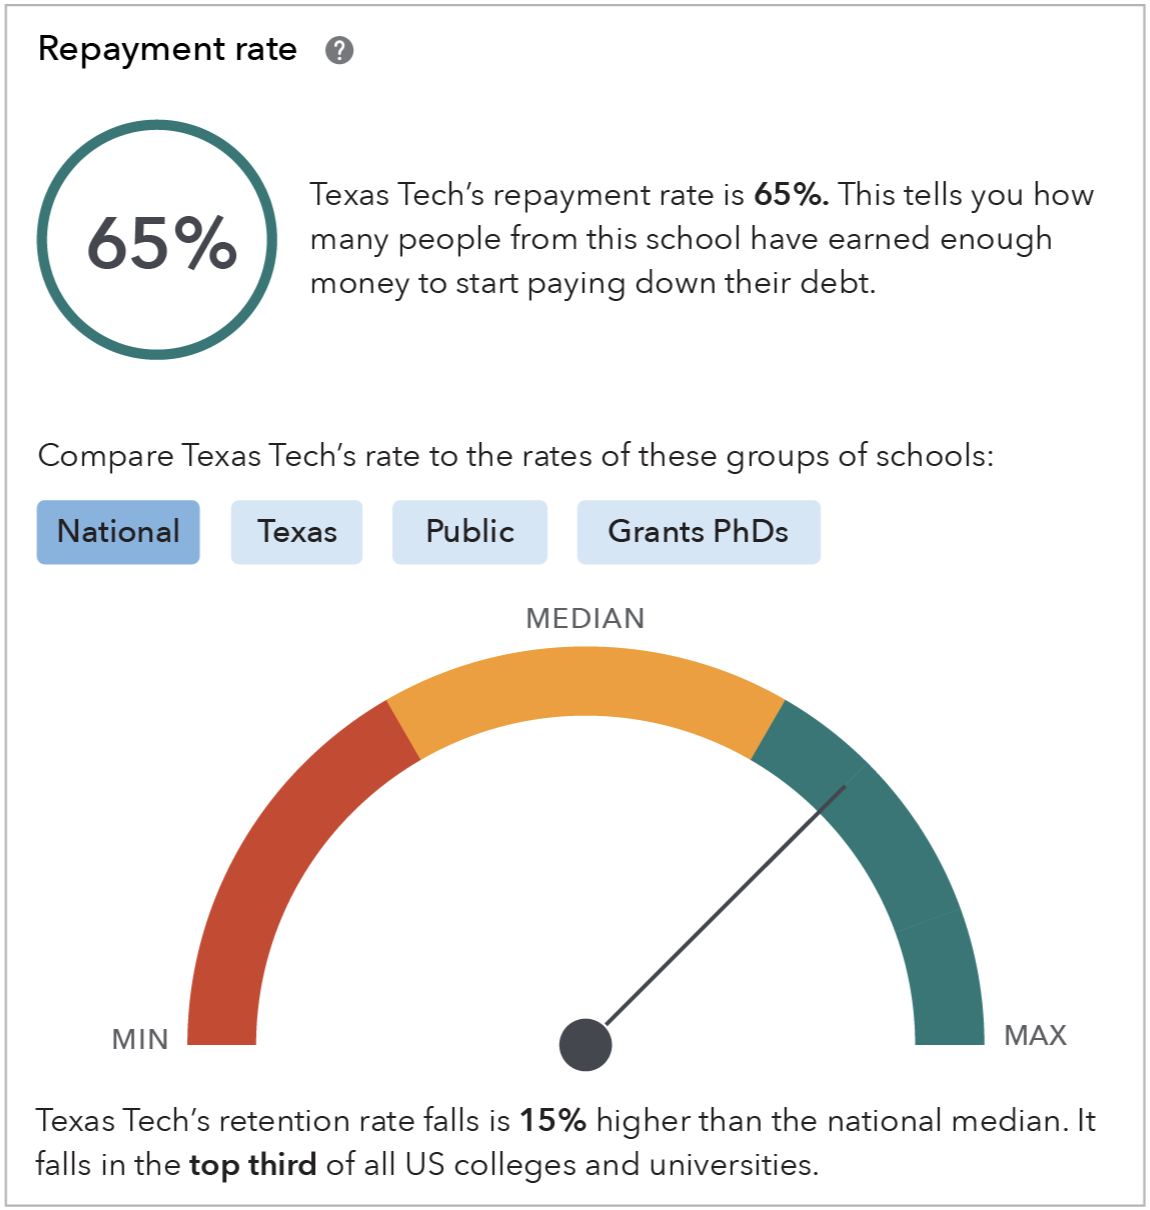 Repayment rate ?
65%
Texas Tech’s repayment rate is 65%. This tells you how
many people from this school have earned enough
money to start paying down their debt.
Compare Texas Tech’s rate to the rates of these groups of schools:
National Texas Public Grants PhDs
MEDIAN
MIN
MAX
Texas Tech’s retention rate falls is 15% higher than the national median. It
falls in the top third of all US colleges and universities.